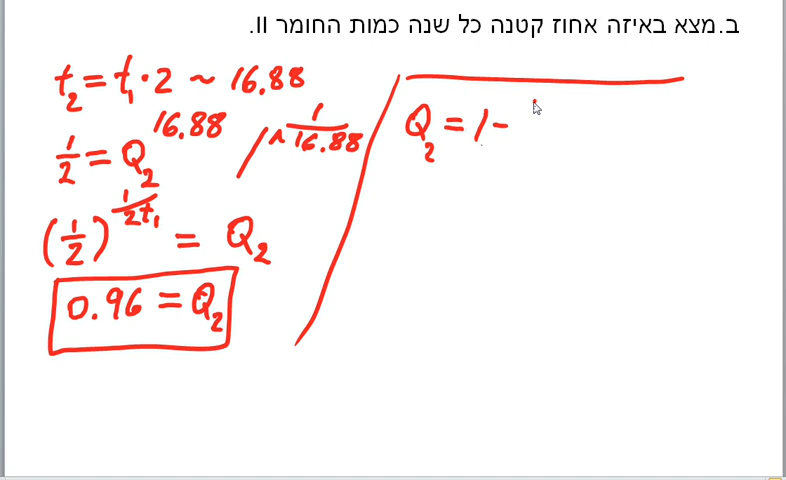 ב.מצא באיזה אחוז קטנה כל שנה כמות החומר II.
t₂ = t₁ · 2 ~ 16.88
½ = Q₂^16.88 /^(1/16.88)
(½)^(1/2t₁) = Q₂
0.96 = Q₂
Q₂ = 1 -